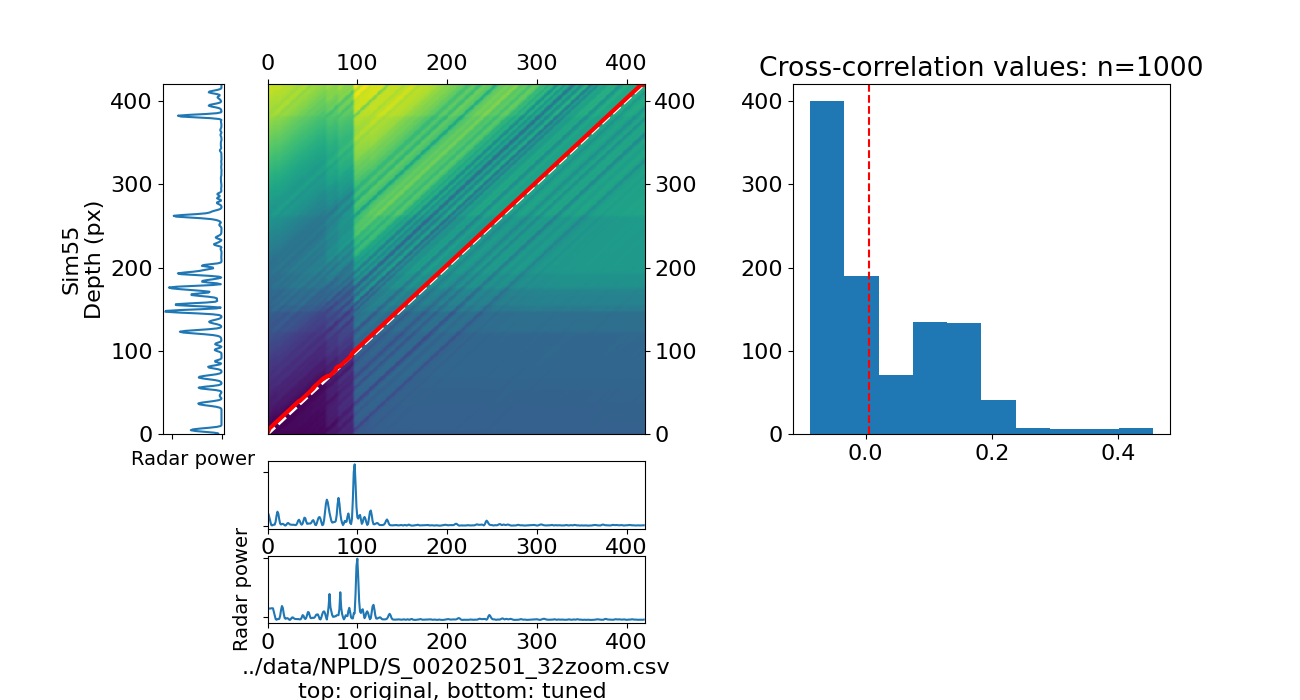 0 100 200 300 400
Cross-correlation values: n=1000
400 400 400
300 300 300
Sim55
Depth (px)
200 200 200
100 100 100
0 0 0
0.0 0.2 0.4
Radar power
0 100 200 300 400
Radar power
0 100 200 300 400
../data/NPLD/S_00202501_32zoom.csv
top: original, bottom: tuned